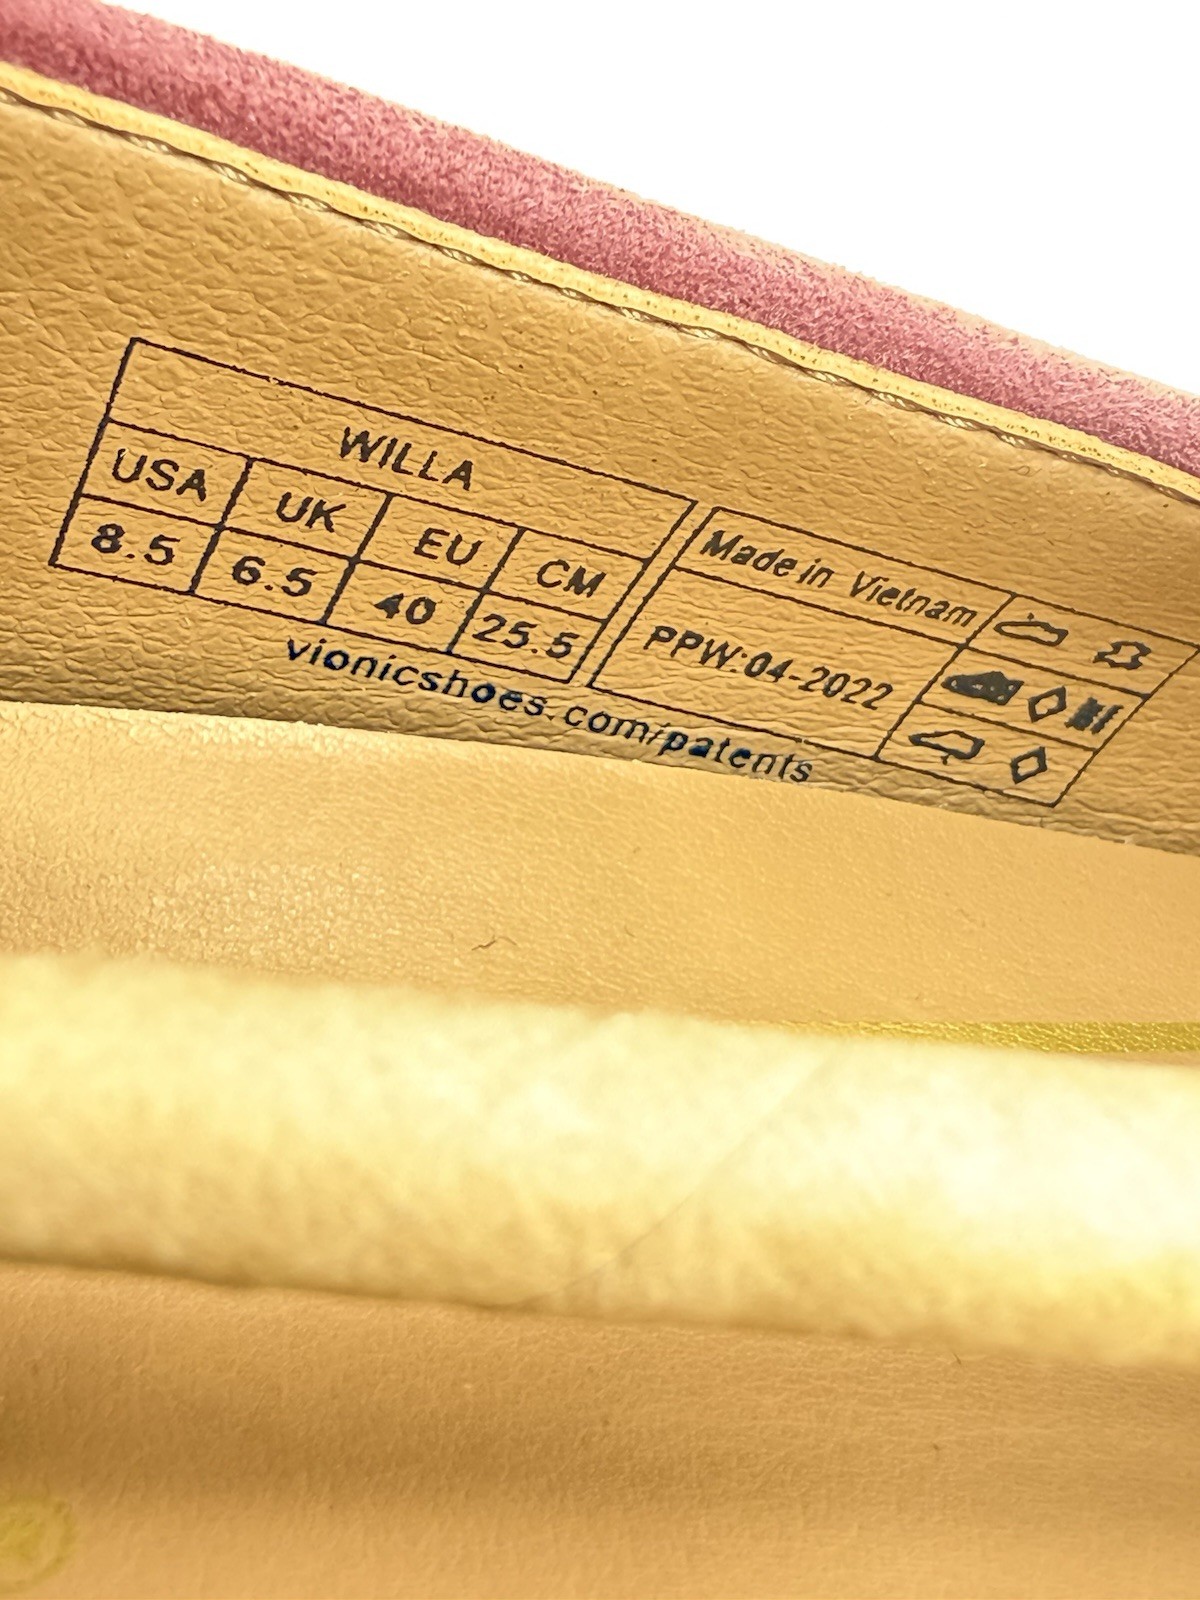 WILLA
USA UK EU CM
8.5 6.5 40 25.5
Made in Vietnam
PPW:04-2022
vionicshoes.com/patents